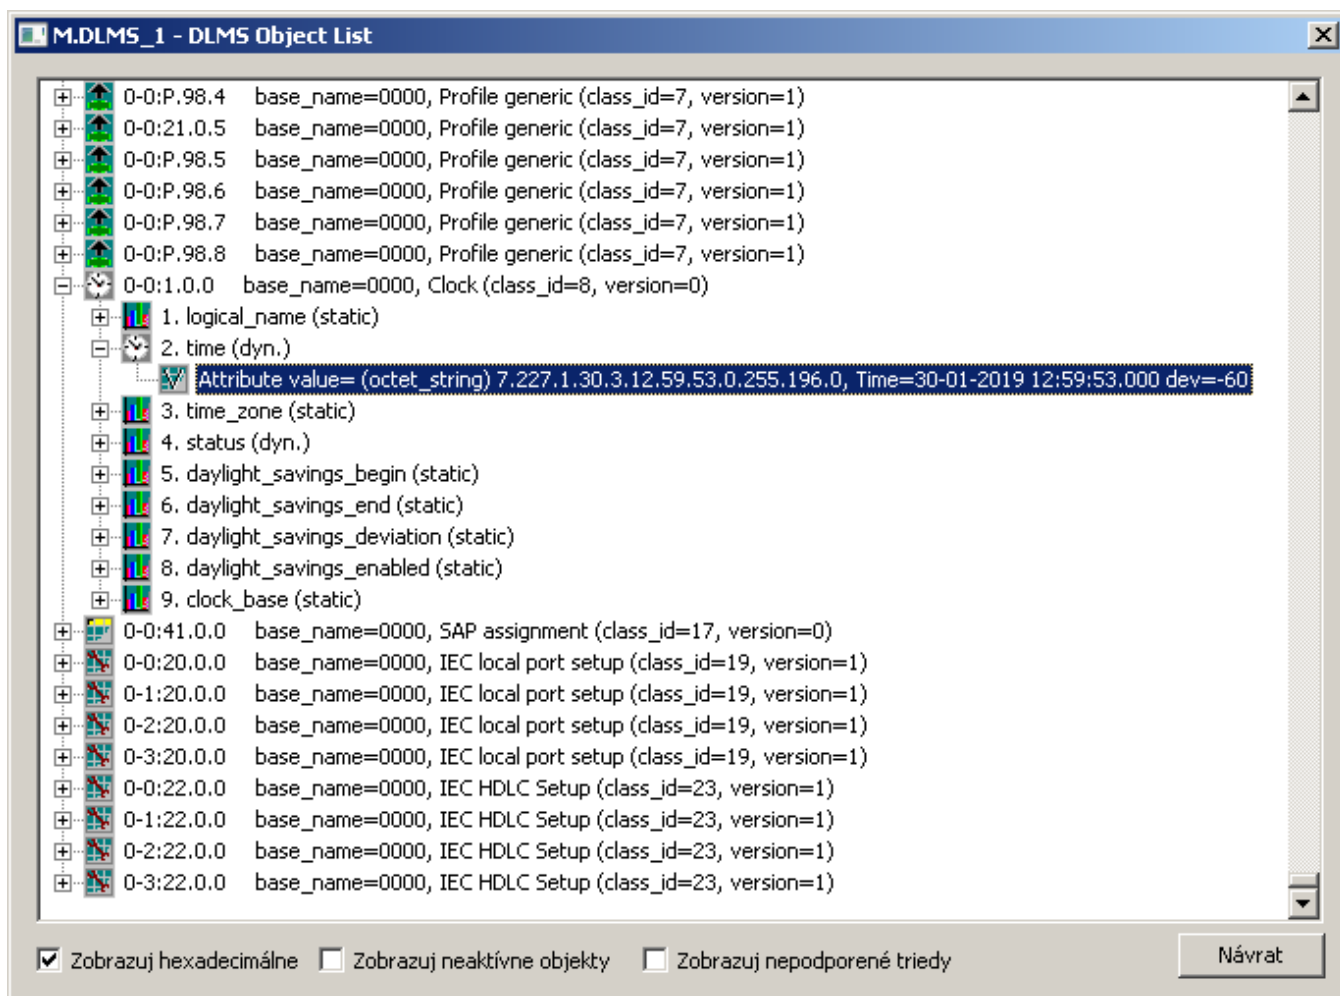 M.DLMS_1 - DLMS Object List
0-0:P.98.4 base_name=0000, Profile generic (class_id=7, version=1)
0-0:21.0.5 base_name=0000, Profile generic (class_id=7, version=1)
0-0:P.98.5 base_name=0000, Profile generic (class_id=7, version=1)
0-0:P.98.6 base_name=0000, Profile generic (class_id=7, version=1)
0-0:P.98.7 base_name=0000, Profile generic (class_id=7, version=1)
0-0:P.98.8 base_name=0000, Profile generic (class_id=7, version=1)
0-0:1.0.0 base_name=0000, Clock (class_id=8, version=0)
1. logical_name (static)
2. time (dyn.)
Attribute value= (octet_string) 7.227.1.30.3.12.59.53.0.255.196.0, Time=30-01-2019 12:59:53.000 dev=-60
3. time_zone (static)
4. status (dyn.)
5. daylight_savings_begin (static)
6. daylight_savings_end (static)
7. daylight_savings_deviation (static)
8. daylight_savings_enabled (static)
9. clock_base (static)
0-0:41.0.0 base_name=0000, SAP assignment (class_id=17, version=0)
0-0:20.0.0 base_name=0000, IEC local port setup (class_id=19, version=1)
0-1:20.0.0 base_name=0000, IEC local port setup (class_id=19, version=1)
0-2:20.0.0 base_name=0000, IEC local port setup (class_id=19, version=1)
0-3:20.0.0 base_name=0000, IEC local port setup (class_id=19, version=1)
0-0:22.0.0 base_name=0000, IEC HDLC Setup (class_id=23, version=1)
0-1:22.0.0 base_name=0000, IEC HDLC Setup (class_id=23, version=1)
0-2:22.0.0 base_name=0000, IEC HDLC Setup (class_id=23, version=1)
0-3:22.0.0 base_name=0000, IEC HDLC Setup (class_id=23, version=1)
Zobrazuj hexadecimálne Zobrazuj neaktívne objekty Zobrazuj nepodporené triedy Návrat